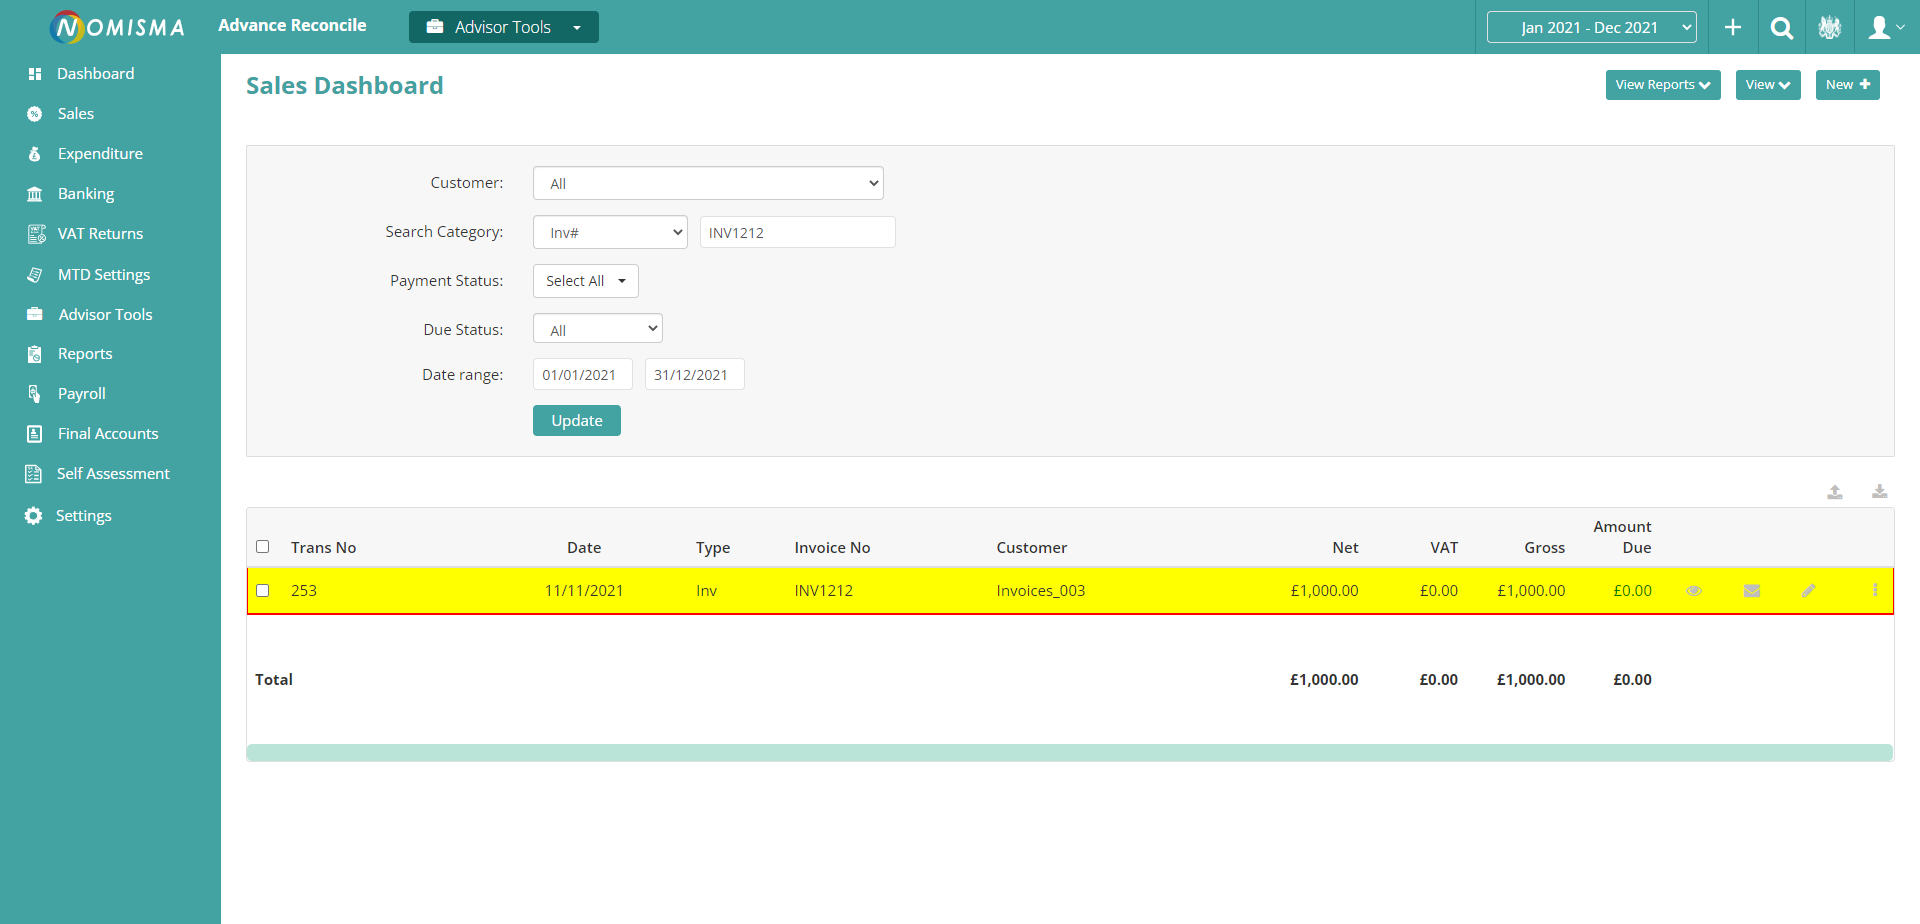 NOMISMA
Advance Reconcile
Advisor Tools
Jan 2021 - Dec 2021
Dashboard
Sales
Expenditure
Banking
VAT Returns
MTD Settings
Advisor Tools
Reports
Payroll
Final Accounts
Self Assessment
Settings
Sales Dashboard
View Reports
View
New
Customer: All
Search Category: Inv# INV1212
Payment Status: Select All
Due Status: All
Date range: 01/01/2021 31/12/2021
Update
Trans No Date Type Invoice No Customer Net VAT Gross Amount Due
253 11/11/2021 Inv INV1212 Invoices_003 £1,000.00 £0.00 £1,000.00 £0.00
Total £1,000.00 £0.00 £1,000.00 £0.00